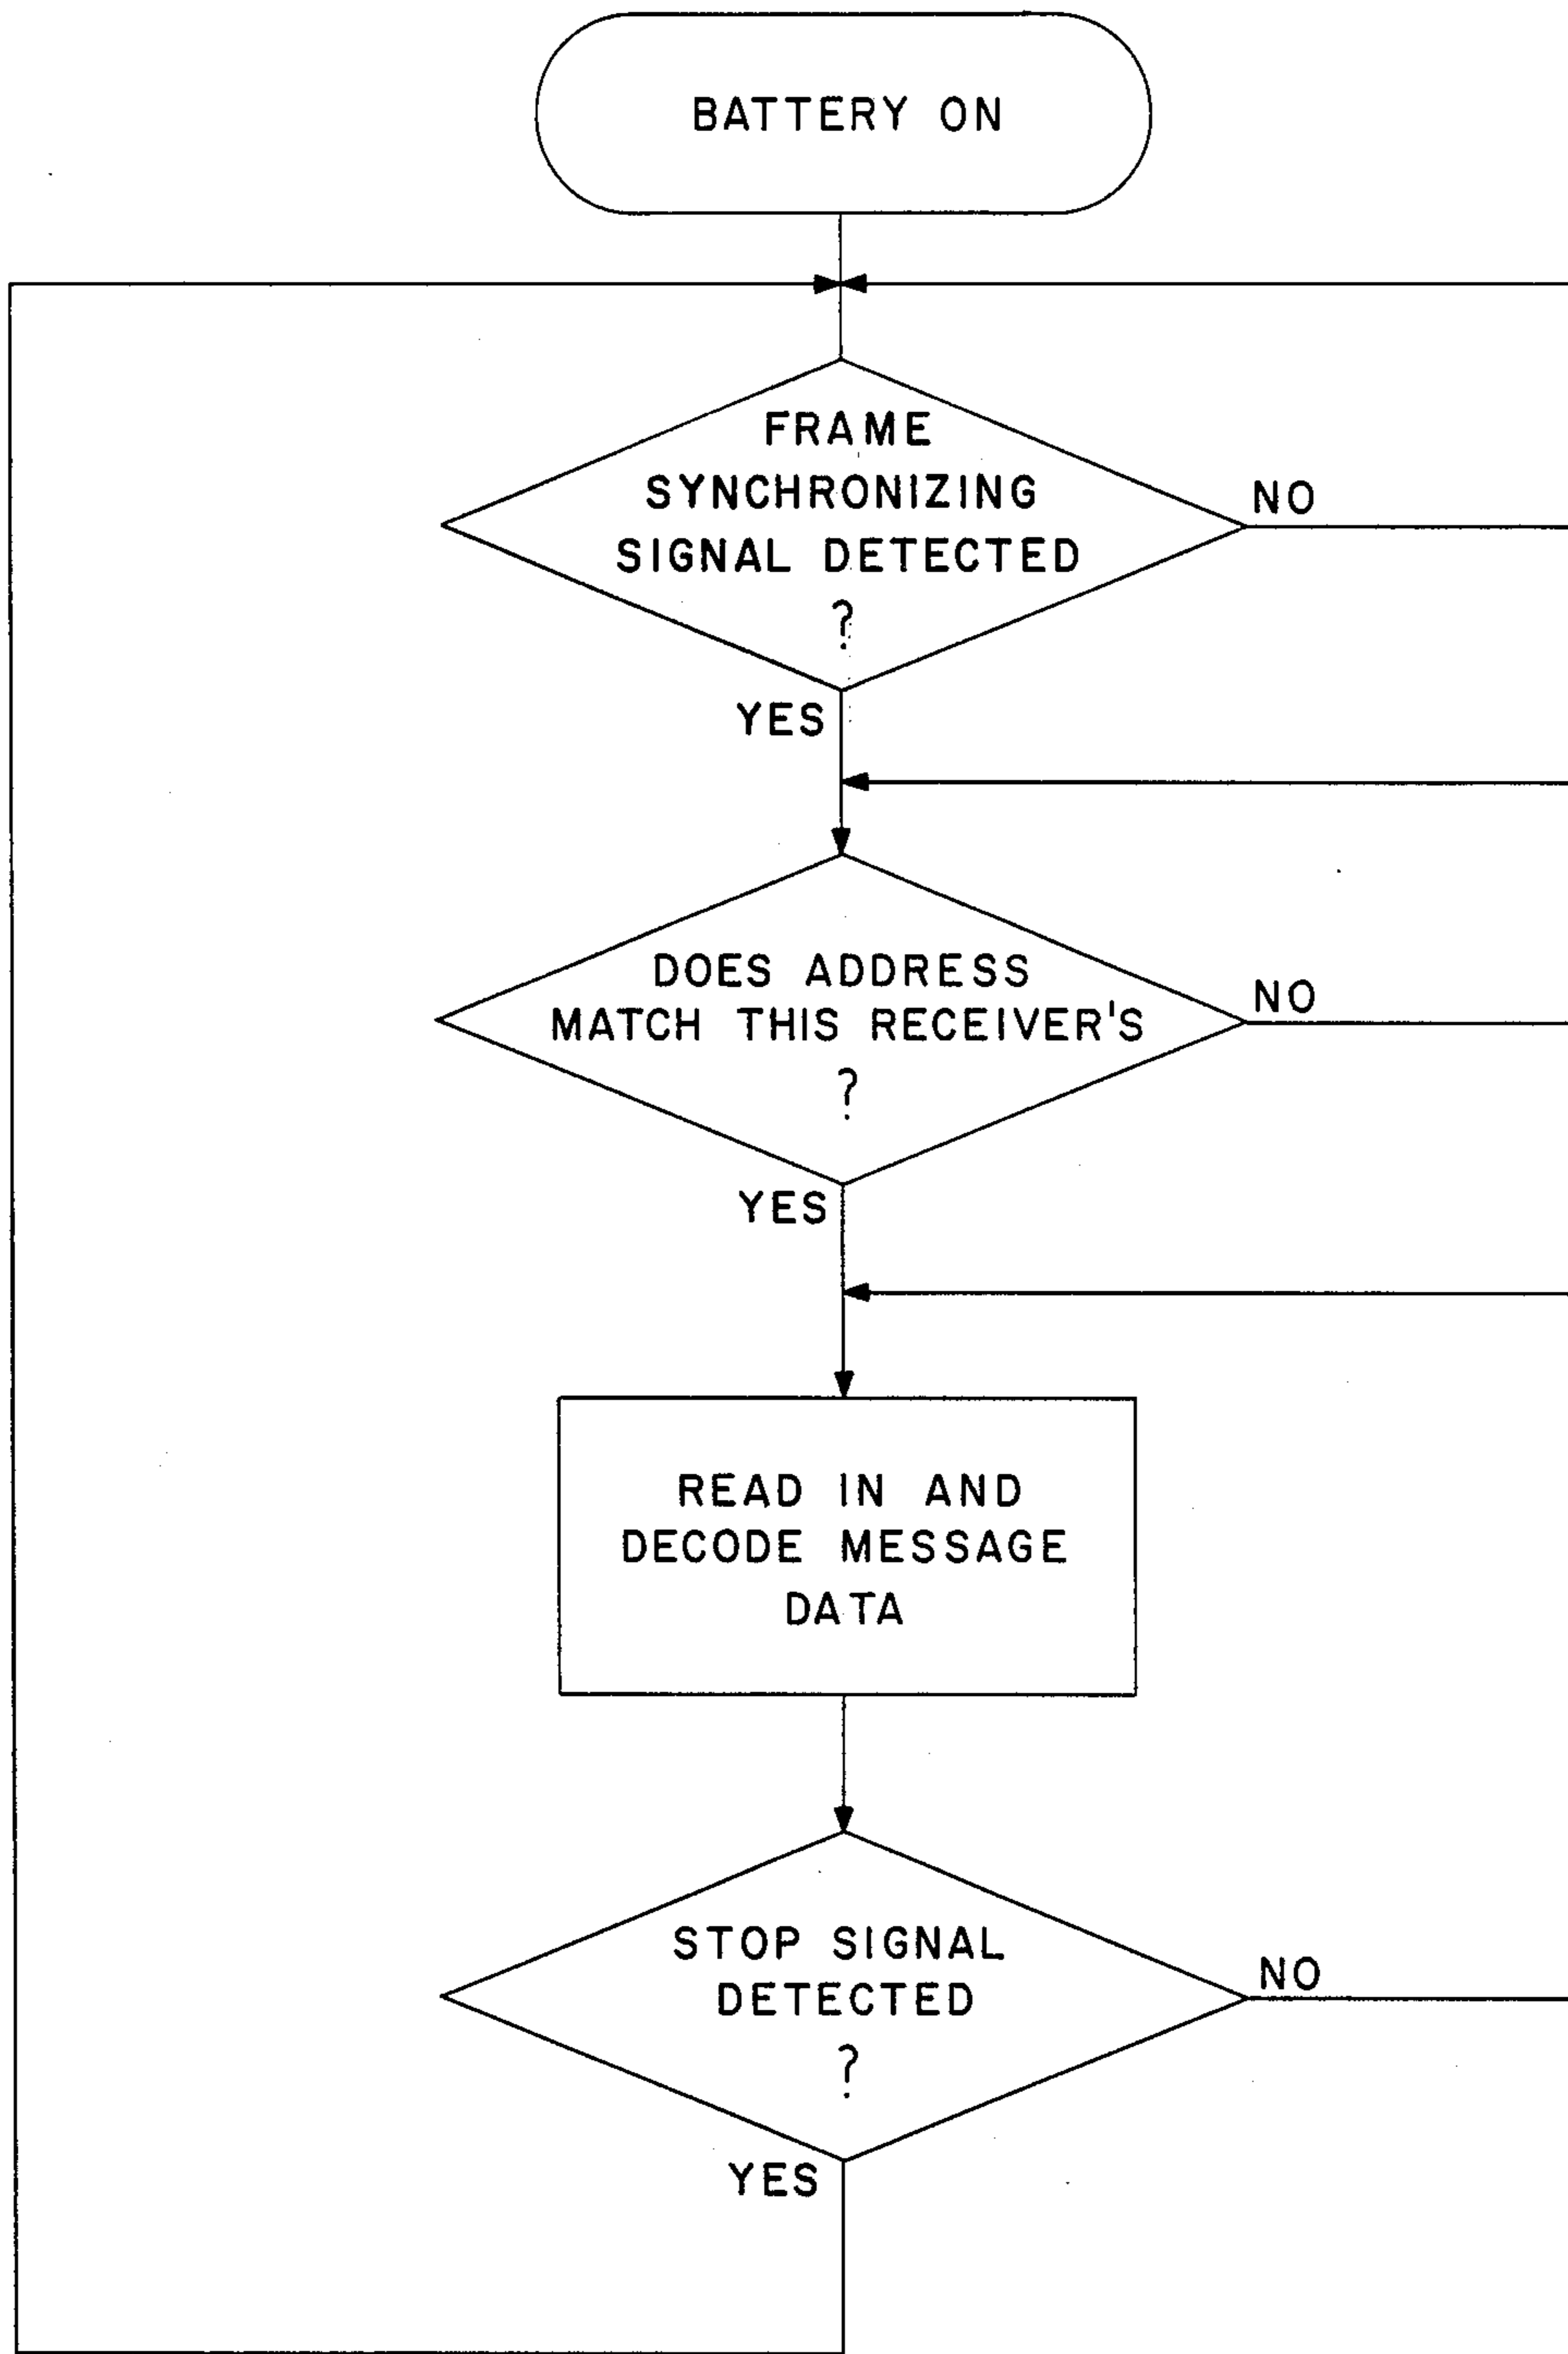 BATTERY ON
FRAME
SYNCHRONIZING
SIGNAL DETECTED
?
NO
YES
DOES ADDRESS
MATCH THIS RECEIVER'S
?
NO
YES
READ IN AND
DECODE MESSAGE
DATA
STOP SIGNAL
DETECTED
?
NO
YES